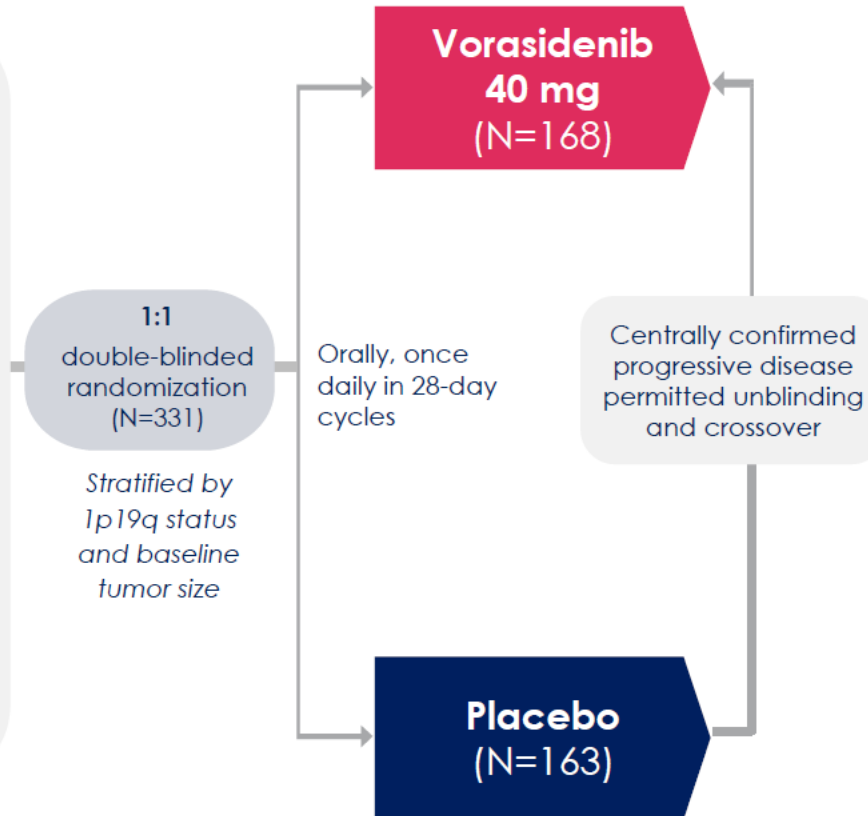 Vorasidenib
40 mg
(N=168)
1:1
double-blinded
randomization
(N=331)
Stratified by
1p19q status
and baseline
tumor size
Orally, once
daily in 28-day
cycles
Centrally confirmed
progressive disease
permitted unblinding
and crossover
Placebo
(N=163)